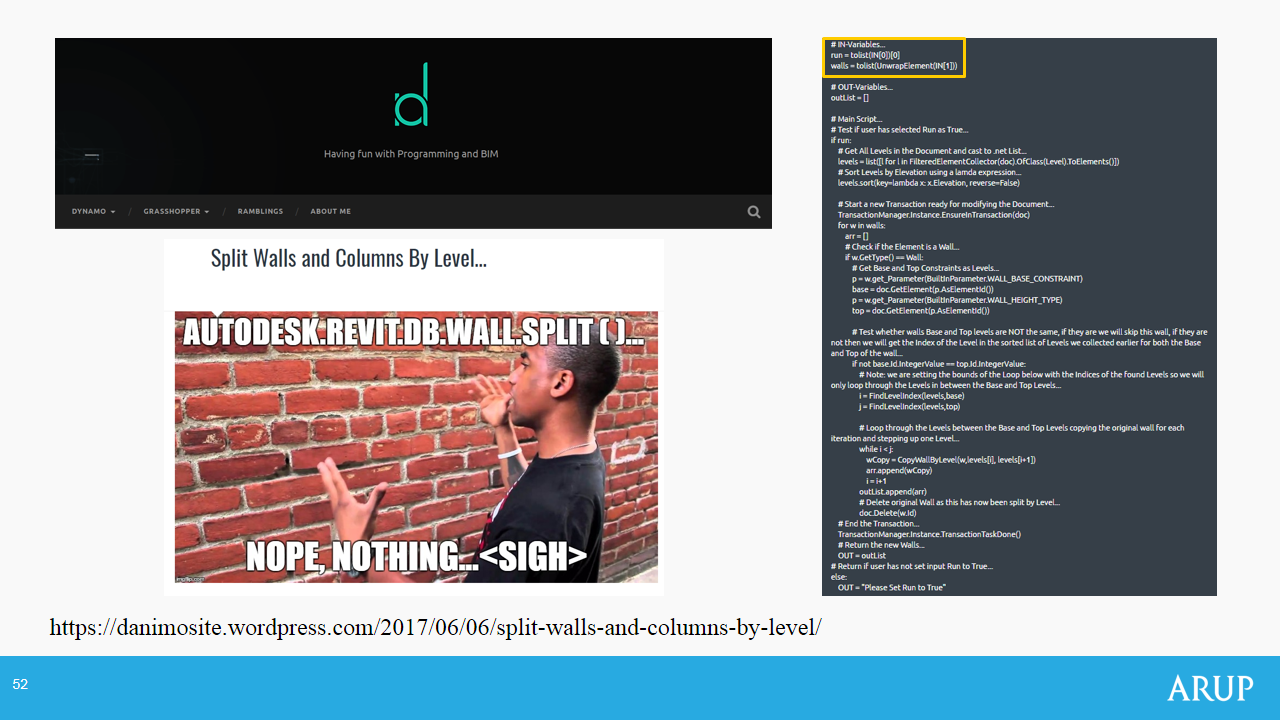 Having fun with Programming and BIM
DYNAMO / GRASSHOPPER / RAMBLINGS / ABOUT ME
Split Walls and Columns By Level...
AUTODESK.REVIT.DB.WALL.SPLIT ( )...
NOPE, NOTHING...<SIGH>
imgflip.com
# IN-Variables...
run = tolist(IN[0])[0]
walls = tolist(UnwrapElement(IN[1]))
# OUT-Variables...
outList = []
# Main Script...
# Test if user has selected Run as True...
if run:
# Get All Levels in the Document and cast to .net List...
levels = list([l for l in FilteredElementCollector(doc).OfClass(Level).ToElements()])
# Sort Levels by Elevation using a lamda expression...
levels.sort(key=lambda x: x.Elevation, reverse=False)
# Start a new Transaction ready for modifying the Document...
TransactionManager.Instance.EnsureInTransaction(doc)
for w in walls:
arr = []
# Check if the Element is a Wall...
if w.GetType() == Wall:
# Get Base and Top Constraints as Levels...
p = w.get_Parameter(BuiltInParameter.WALL_BASE_CONSTRAINT)
base = doc.GetElement(p.AsElementId())
p = w.get_Parameter(BuiltInParameter.WALL_HEIGHT_TYPE)
top = doc.GetElement(p.AsElementId())
# Test whether walls Base and Top levels are NOT the same, if they are we will skip this wall, if they are
not then we will get the Index of the Level in the sorted list of Levels we collected earlier for both the Base
and Top of the wall...
if not base.Id.IntegerValue == top.Id.IntegerValue:
# Note: we are setting the bounds of the Loop below with the Indices of the found Levels so we will
only loop through the Levels in between the Base and Top Levels...
i = FindLevelIndex(levels,base)
j = FindLevelIndex(levels,top)
# Loop through the Levels between the Base and Top Levels copying the original wall for each
iteration and stepping up one Level...
while i < j:
wCopy = CopyWallByLevel(w,levels[i], levels[i+1])
arr.append(wCopy)
i = i+1
outList.append(arr)
# Delete original Wall as this has now been split by Level...
doc.Delete(w.Id)
# End the Transaction...
TransactionManager.Instance.TransactionTaskDone()
# Return the new Walls...
OUT = outList
# Return if user has not set input Run to True...
else:
OUT = "Please Set Run to True"
https://danimosite.wordpress.com/2017/06/06/split-walls-and-columns-by-level/
52
ARUP